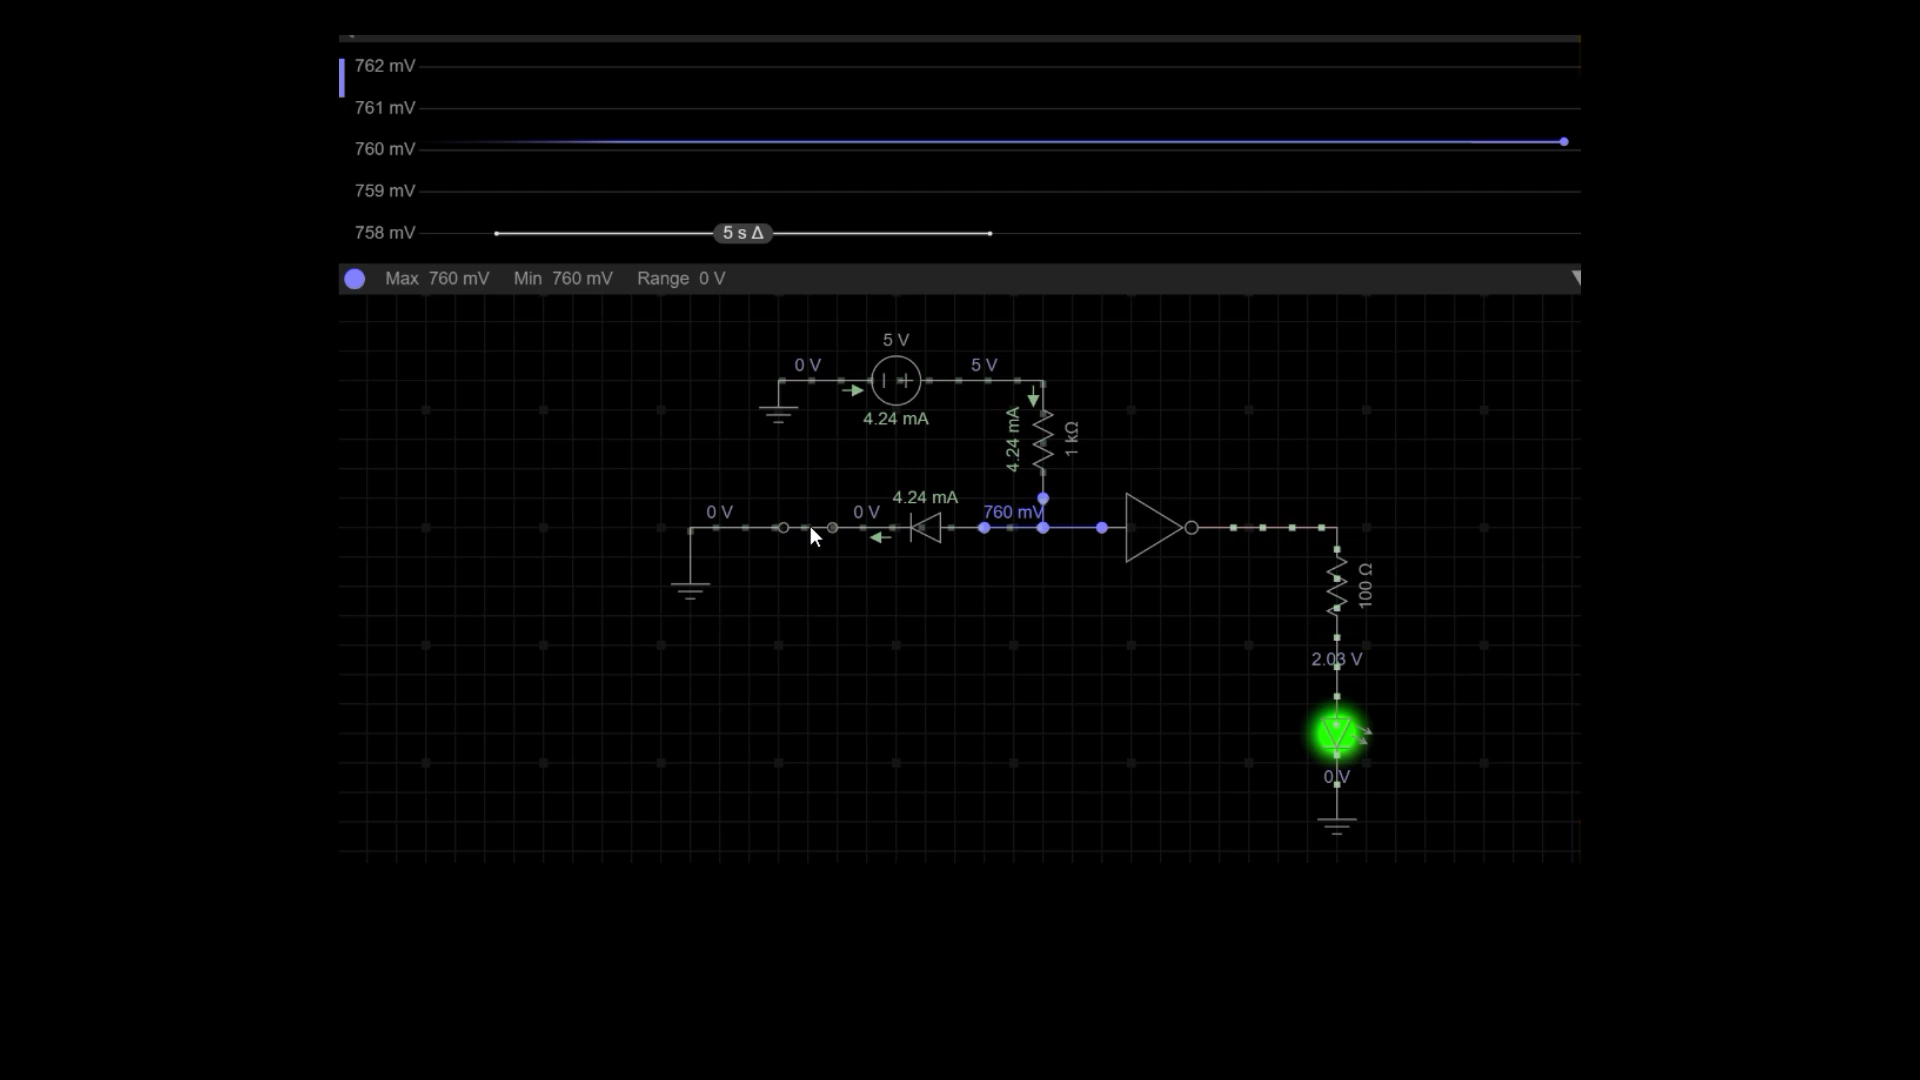 762 mV
761 mV
760 mV
759 mV
758 mV
5 s Δ
Max 760 mV Min 760 mV Range 0 V
5 V
0 V
5 V
4.24 mA
4.24 mA
1 kΩ
4.24 mA
0 V
0 V
760 mV
100 Ω
2.03 V
0 V